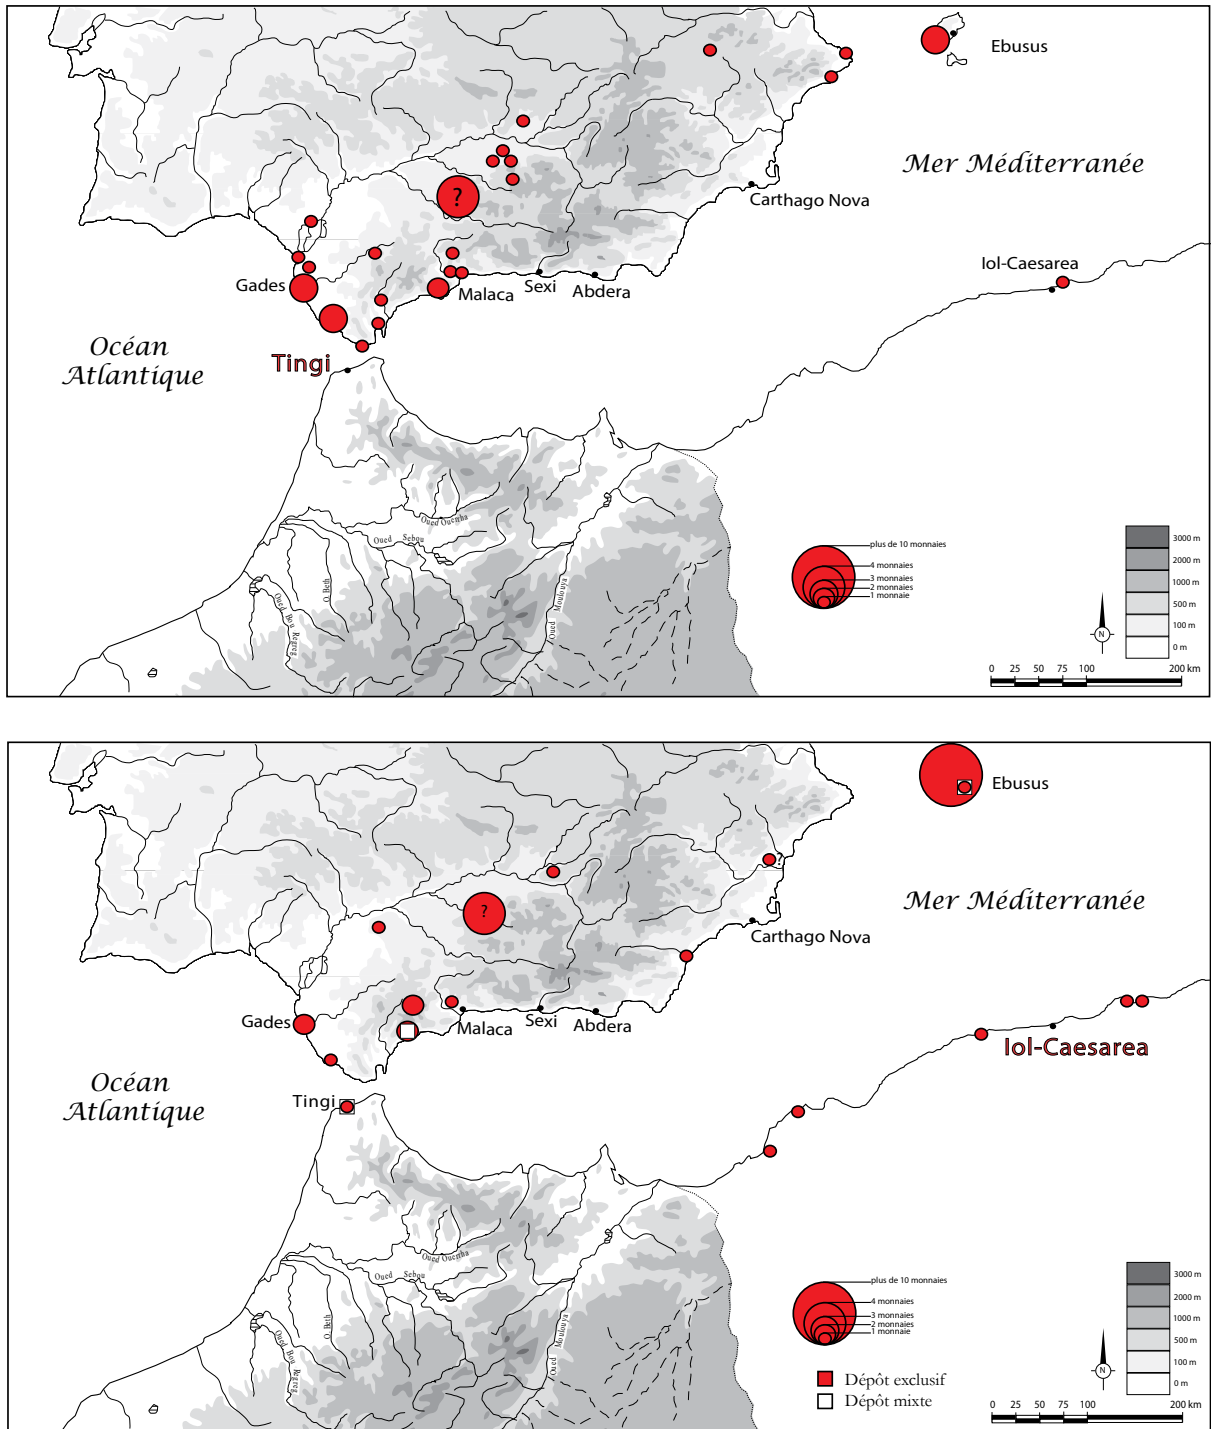 Ebusus
Mer Méditerranée
?
Carthago Nova
Iol-Caesarea
Gades
Malaca
Sexi
Abdera
Océan
Atlantique
Tingi
Oued Ouerrha
Oued Sebou
O. Beth
Oued Bou Regreg
Oued Moulouya
plus de 10 monnaies
4 monnaies
3 monnaies
2 monnaies
1 monnaie
3000 m
2000 m
1000 m
500 m
100 m
0 m
N
0 25 50 75 100 200 km
Ebusus
?
Mer Méditerranée
?
Carthago Nova
Gades
Malaca
Sexi
Abdera
Iol-Caesarea
Océan
Atlantique
Tingi
Oued Ouerrha
Oued Sebou
O. Beth
Oued Bou Regreg
Oued Moulouya
plus de 10 monnaies
4 monnaies
3 monnaies
2 monnaies
1 monnaie
Dépôt exclusif
Dépôt mixte
3000 m
2000 m
1000 m
500 m
100 m
0 m
N
0 25 50 75 100 200 km